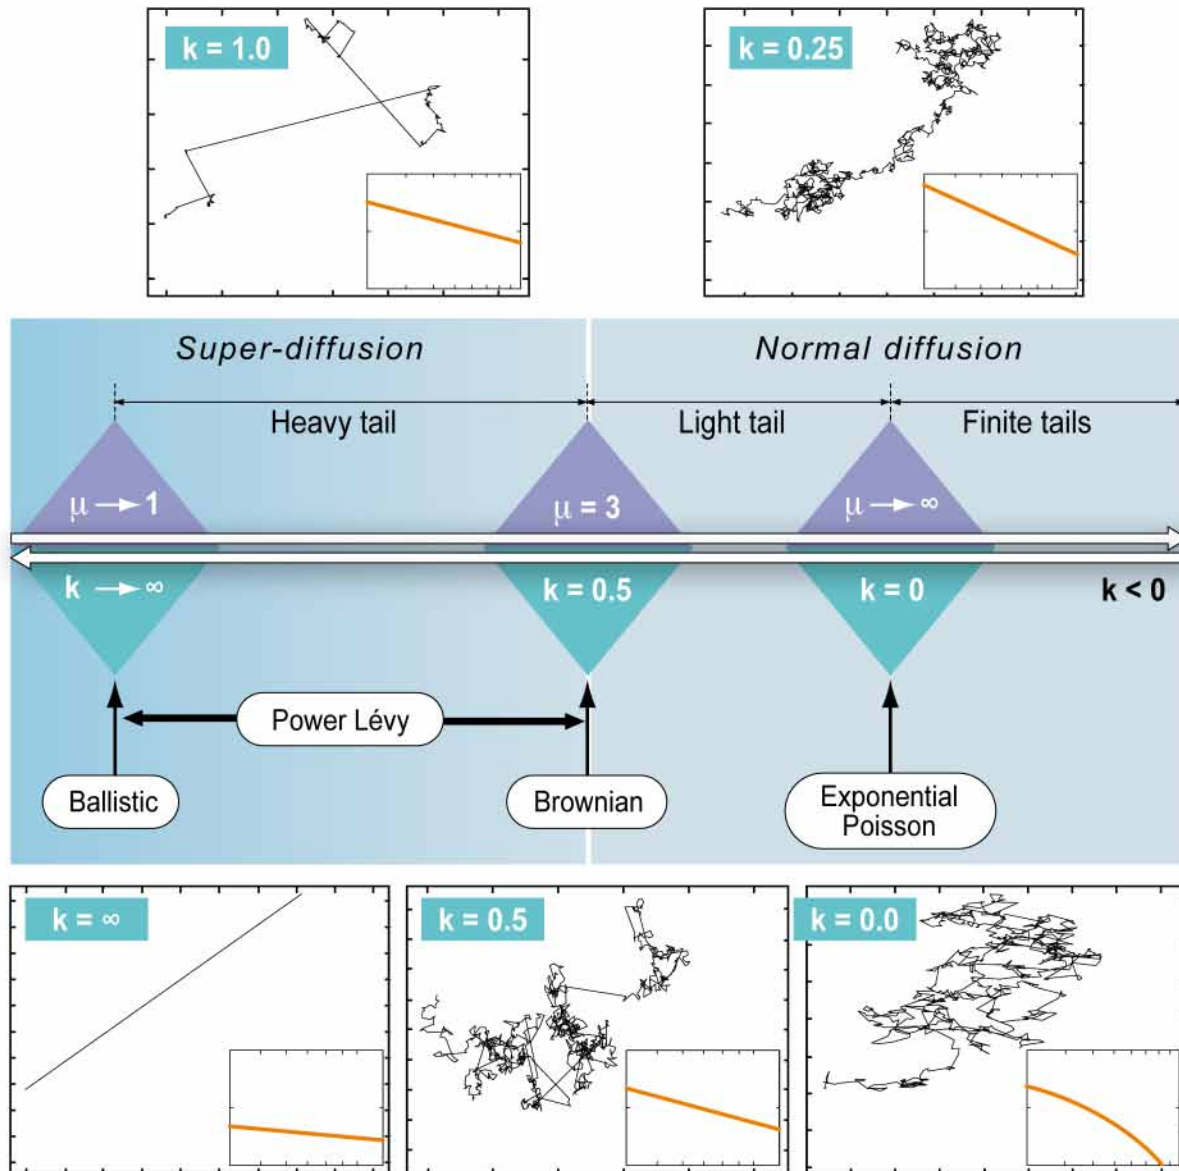 k = 1.0
k = 0.25
Super-diffusion
Normal diffusion
Heavy tail
Light tail
Finite tails
μ → 1
μ = 3
μ → ∞
k → ∞
k = 0.5
k = 0
k < 0
Power Lévy
Ballistic
Brownian
Exponential
Poisson
k = ∞
k = 0.5
k = 0.0